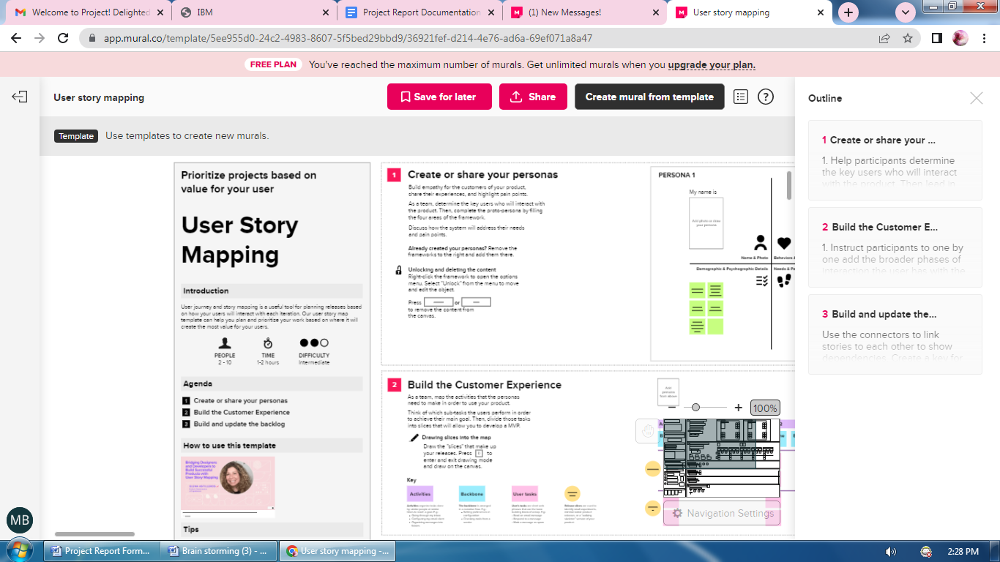 Welcome to Project! Delighted
IBM
Project Report Documentation
(1) New Messages!
User story mapping
app.mural.co/template/5ee955d0-24c2-4983-8607-5f5bed29bbd9/36921fef-d214-4e76-ad6a-69ef071a8a47
FREE PLAN You've reached the maximum number of murals. Get unlimited murals when you upgrade your plan.
User story mapping
Save for later
Share
Create mural from template
?
Template Use templates to create new murals.
Prioritize projects based on
value for your user
User Story
Mapping
Introduction
User journey and story mapping is a useful tool for planning releases based
on how your users will interact with each iteration. Our user story map
template can help you plan and prioritize your work based on where it will
create the most value for your users.
PEOPLE
2 - 10
TIME
1-2 hours
DIFFICULTY
Intermediate
Agenda
1 Create or share your personas
2 Build the Customer Experience
3 Build and update the backlog
How to use this template
Bridging Designers
and Developers to
Build Successful
Products with
User Story Mapping
Tips
1 Create or share your personas
Build empathy for the customers of your product,
share their experiences, and highlight pain points.
As a team, determine the key users who will interact with
the product. Then, complete the proto-persona by filling
the four areas of the framework.
Discuss how the system will address their needs
and pain points.
Already created your personas? Remove the
frameworks to the right and add them there.
Unlocking and deleting the content
Right-click the framework to open the options
menu. Select "Unlock" from the menu to move
and edit the object.
Press or
to remove the content from
the canvas.
PERSONA 1
My name is
Add photo or draw
your persona
Name & Photo
Behaviors &
Demographic & Psychographic Details
Needs & Pa
2 Build the Customer Experience
As a team, map the activities that the personas
need to make in order to use your product.
Think of which sub-tasks the users perform in order
to achieve their main goal. Then, divide those tasks
into slices that will allow you to develop a MVP.
Drawing slices into the map
Draw the "slices" that make up
your releases. Press D to
enter and exit drawing mode
and draw on the canvas.
Key
Activities
Backbone
User tasks
Add
persona
from above
100%
Navigation Settings
Outline
1 Create or share your ...
1. Help participants determine
the key users who will interact
with the product. Then lead in
2 Build the Customer E...
1. Instruct participants to one by
one add the broader phases of
interaction the user has with the
3 Build and update the...
Use the connectors to link
stories to each other to show
dependencies. Create a key for
MB
Project Report Form...
Brain storming (3) - ...
User story mapping -...
2:28 PM